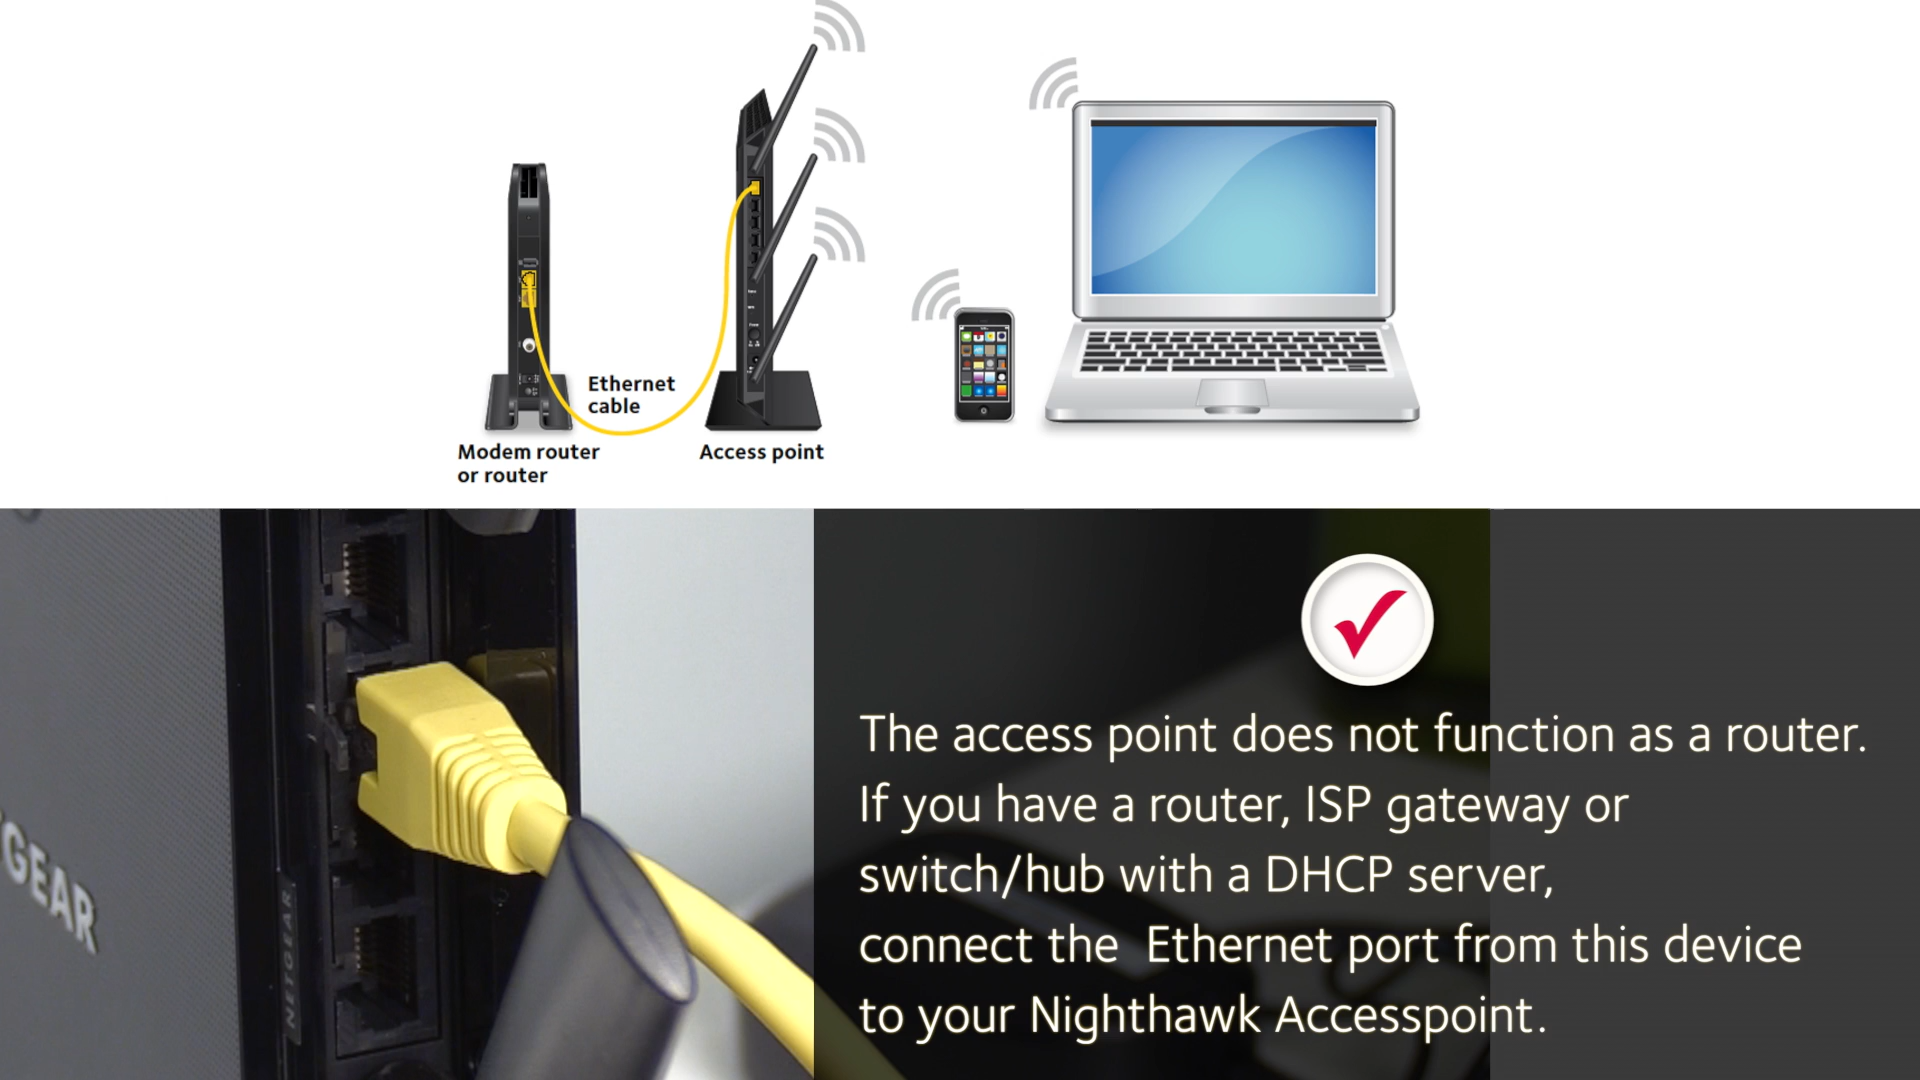 Ethernet
cable
Modem router
or router
Access point
GEAR
NETGEAR
The access point does not function as a router.
If you have a router, ISP gateway or
switch/hub with a DHCP server,
connect the  Ethernet port from this device
to your Nighthawk Accesspoint.